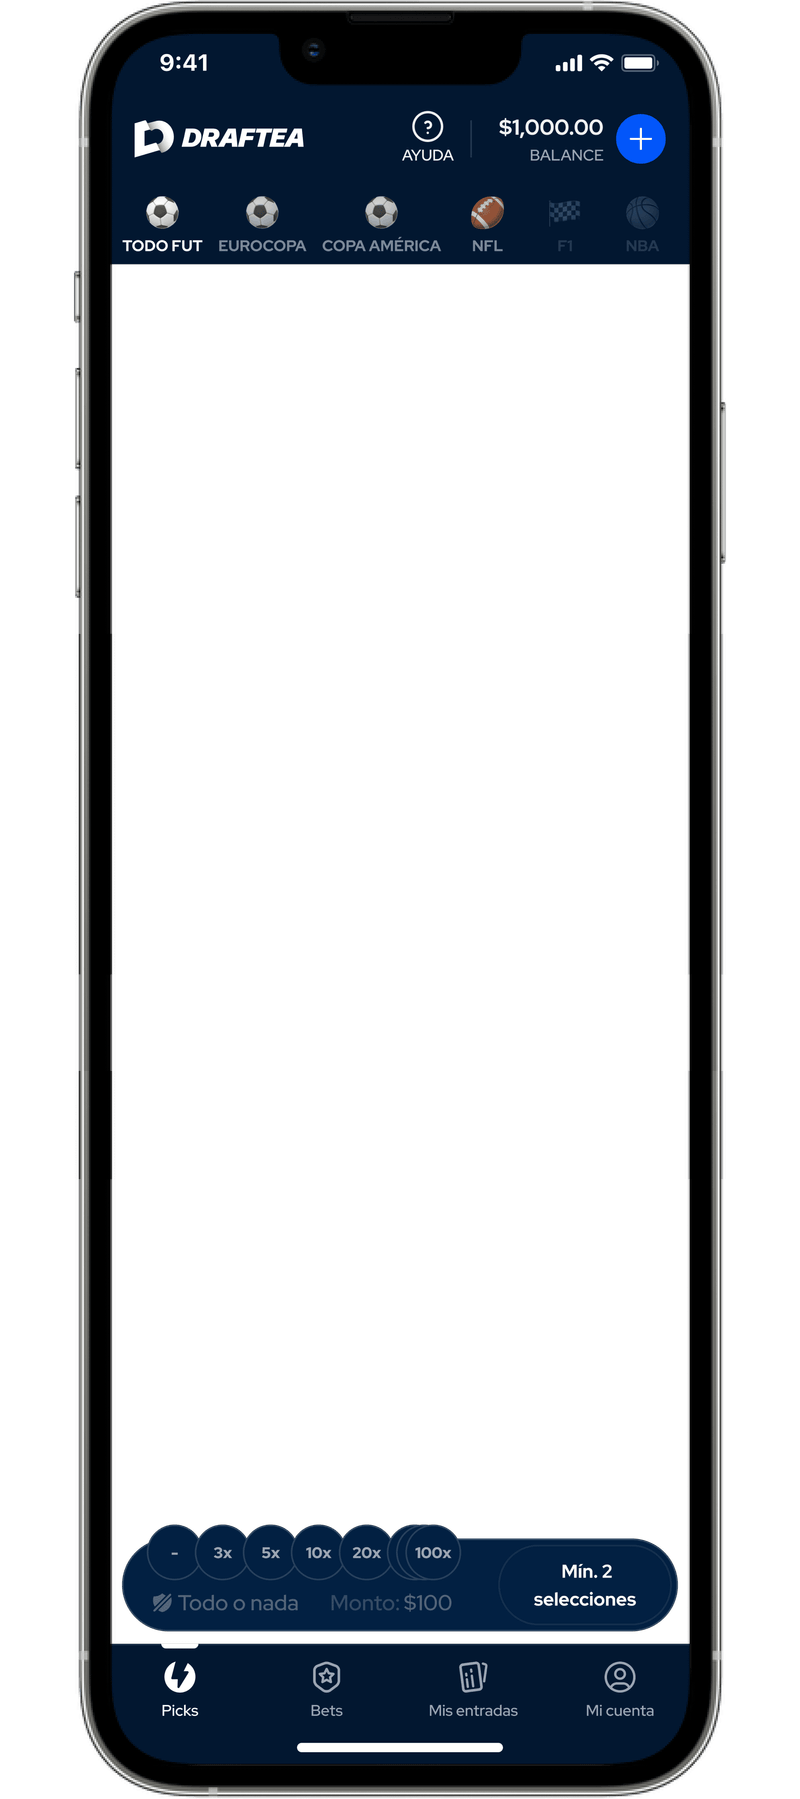 9:41
DRAFTEA
AYUDA
$1,000.00
BALANCE
TODO FUT
EUROCOPA
COPA AMÉRICA
NFL
F1
NBA
-
3x
5x
10x
20x
100x
Todo o nada
Monto: $100
Mín. 2
selecciones
Picks
Bets
Mis entradas
Mi cuenta